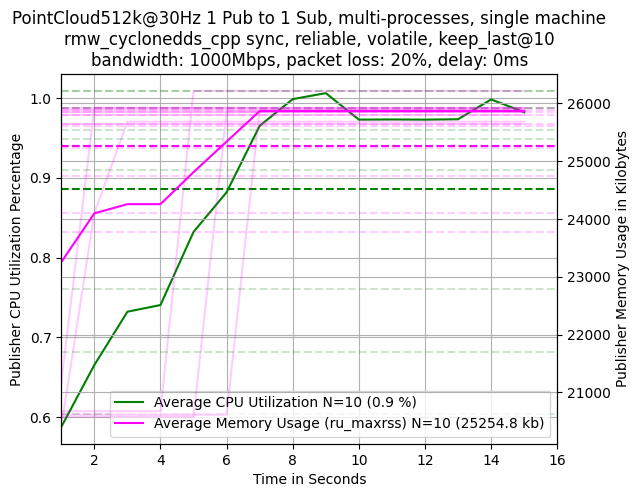 PointCloud512k@30Hz 1 Pub to 1 Sub, multi-processes, single machine
rmw_cyclonedds_cpp sync, reliable, volatile, keep_last@10
bandwidth: 1000Mbps, packet loss: 20%, delay: 0ms
Publisher CPU Utilization Percentage
1.0
0.9
0.8
0.7
0.6
26000
25000
24000
23000
22000
21000
Publisher Memory Usage in Kilobytes
Average CPU Utilization N=10 (0.9 %)
Average Memory Usage (ru_maxrss) N=10 (25254.8 kb)
2 4 6 8 10 12 14 16
Time in Seconds